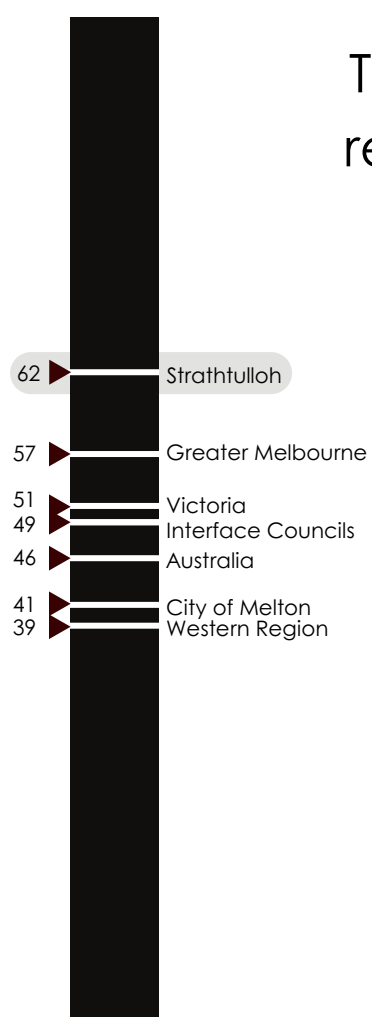 T
re
62 Strathtulloh
57 Greater Melbourne
51 Victoria
49 Interface Councils
46 Australia
41 City of Melton
39 Western Region